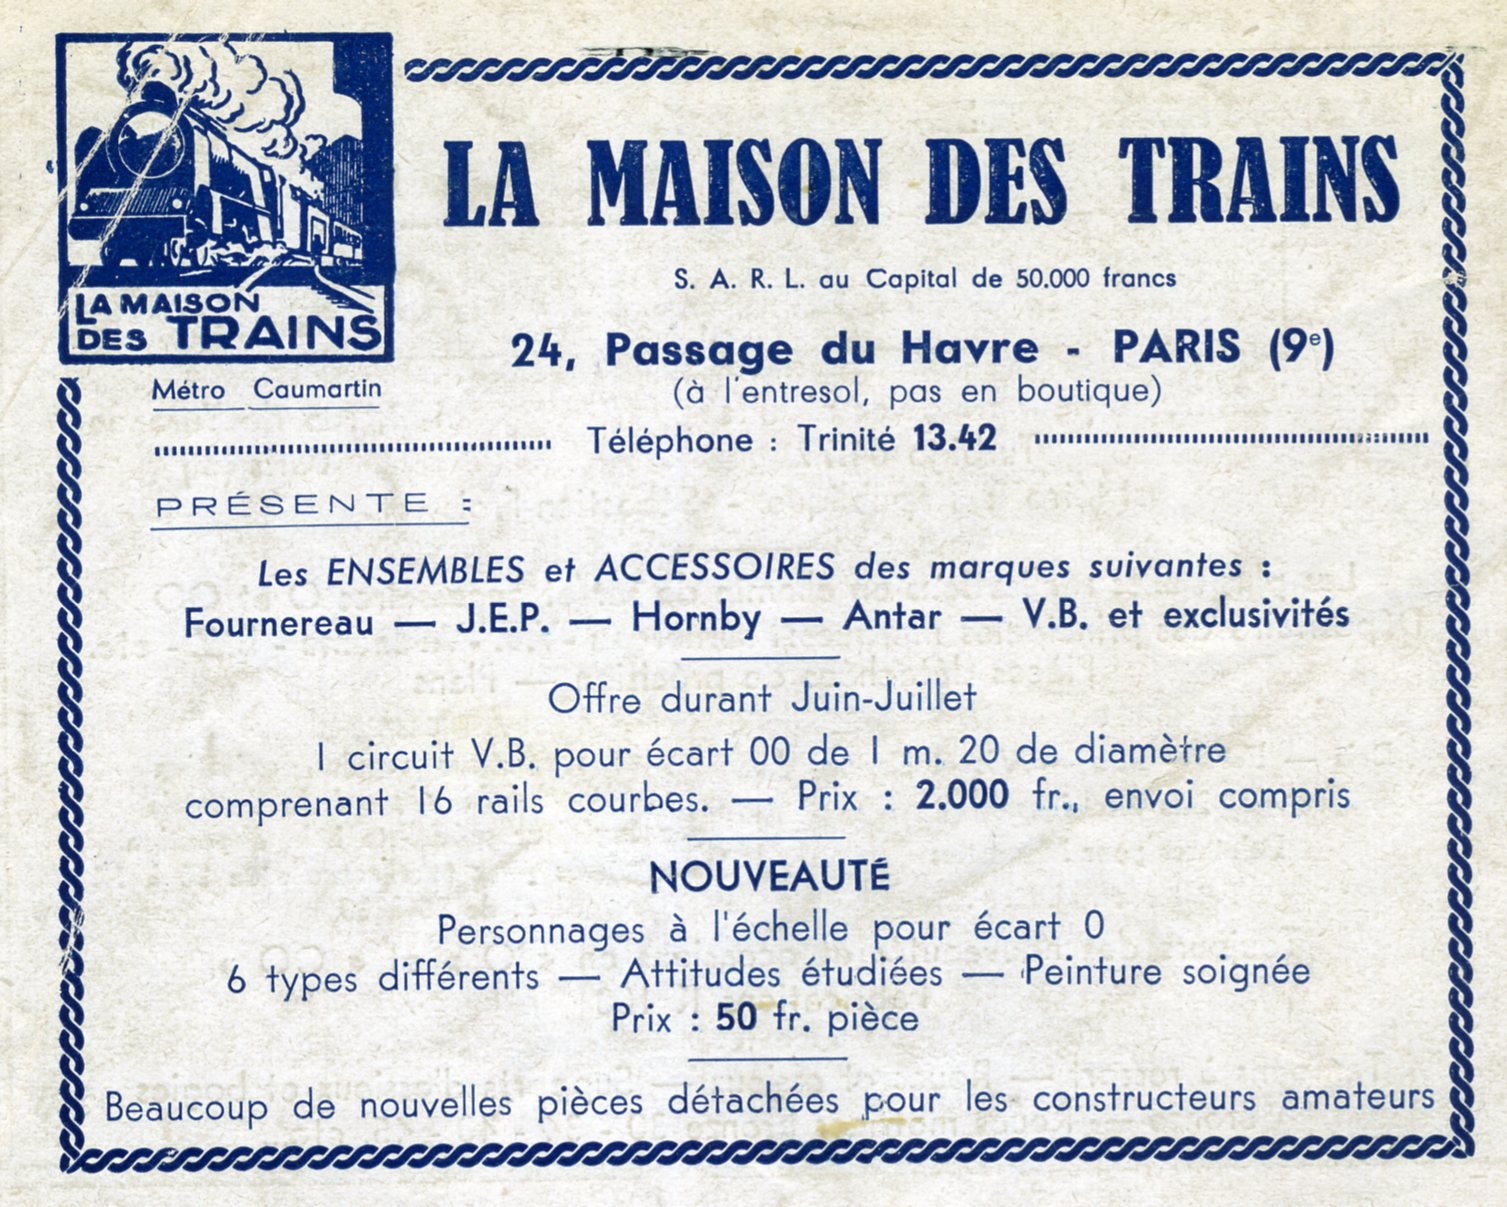 LA MAISON
DES TRAINS
Métro Caumartin
LA MAISON DES TRAINS
S. A. R. L. au Capital de 50.000 francs
24, Passage du Havre - PARIS (9e)
(à l'entresol, pas en boutique)
Téléphone : Trinité 13.42
PRÉSENTE :
Les ENSEMBLES et ACCESSOIRES des marques suivantes :
Fournereau — J.E.P. — Hornby — Antar — V.B. et exclusivités
Offre durant Juin-Juillet
1 circuit V.B. pour écart 00 de 1 m. 20 de diamètre
comprenant 16 rails courbes. — Prix : 2.000 fr., envoi compris
NOUVEAUTÉ
Personnages à l'échelle pour écart 0
6 types différents — Attitudes étudiées — Peinture soignée
Prix : 50 fr. pièce
Beaucoup de nouvelles pièces détachées pour les constructeurs amateurs